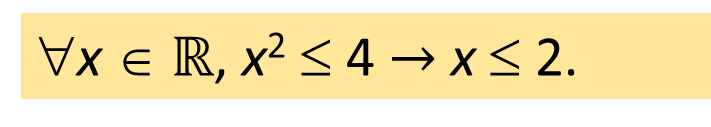 ∀x ∈ ℝ, x² ≤ 4 → x ≤ 2.